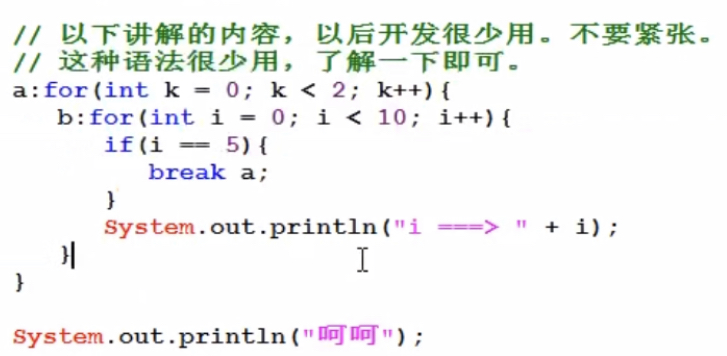 // 以下讲解的内容，以后开发很少用。不要紧张。
// 这种语法很少用，了解一下即可。
a:for(int k = 0; k < 2; k++){
b:for(int i = 0; i < 10; i++){
if(i == 5){
break a;
}
System.out.println("i ===> " + i);
}
}
System.out.println("呵呵");